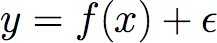 y = f(x) + ϵ